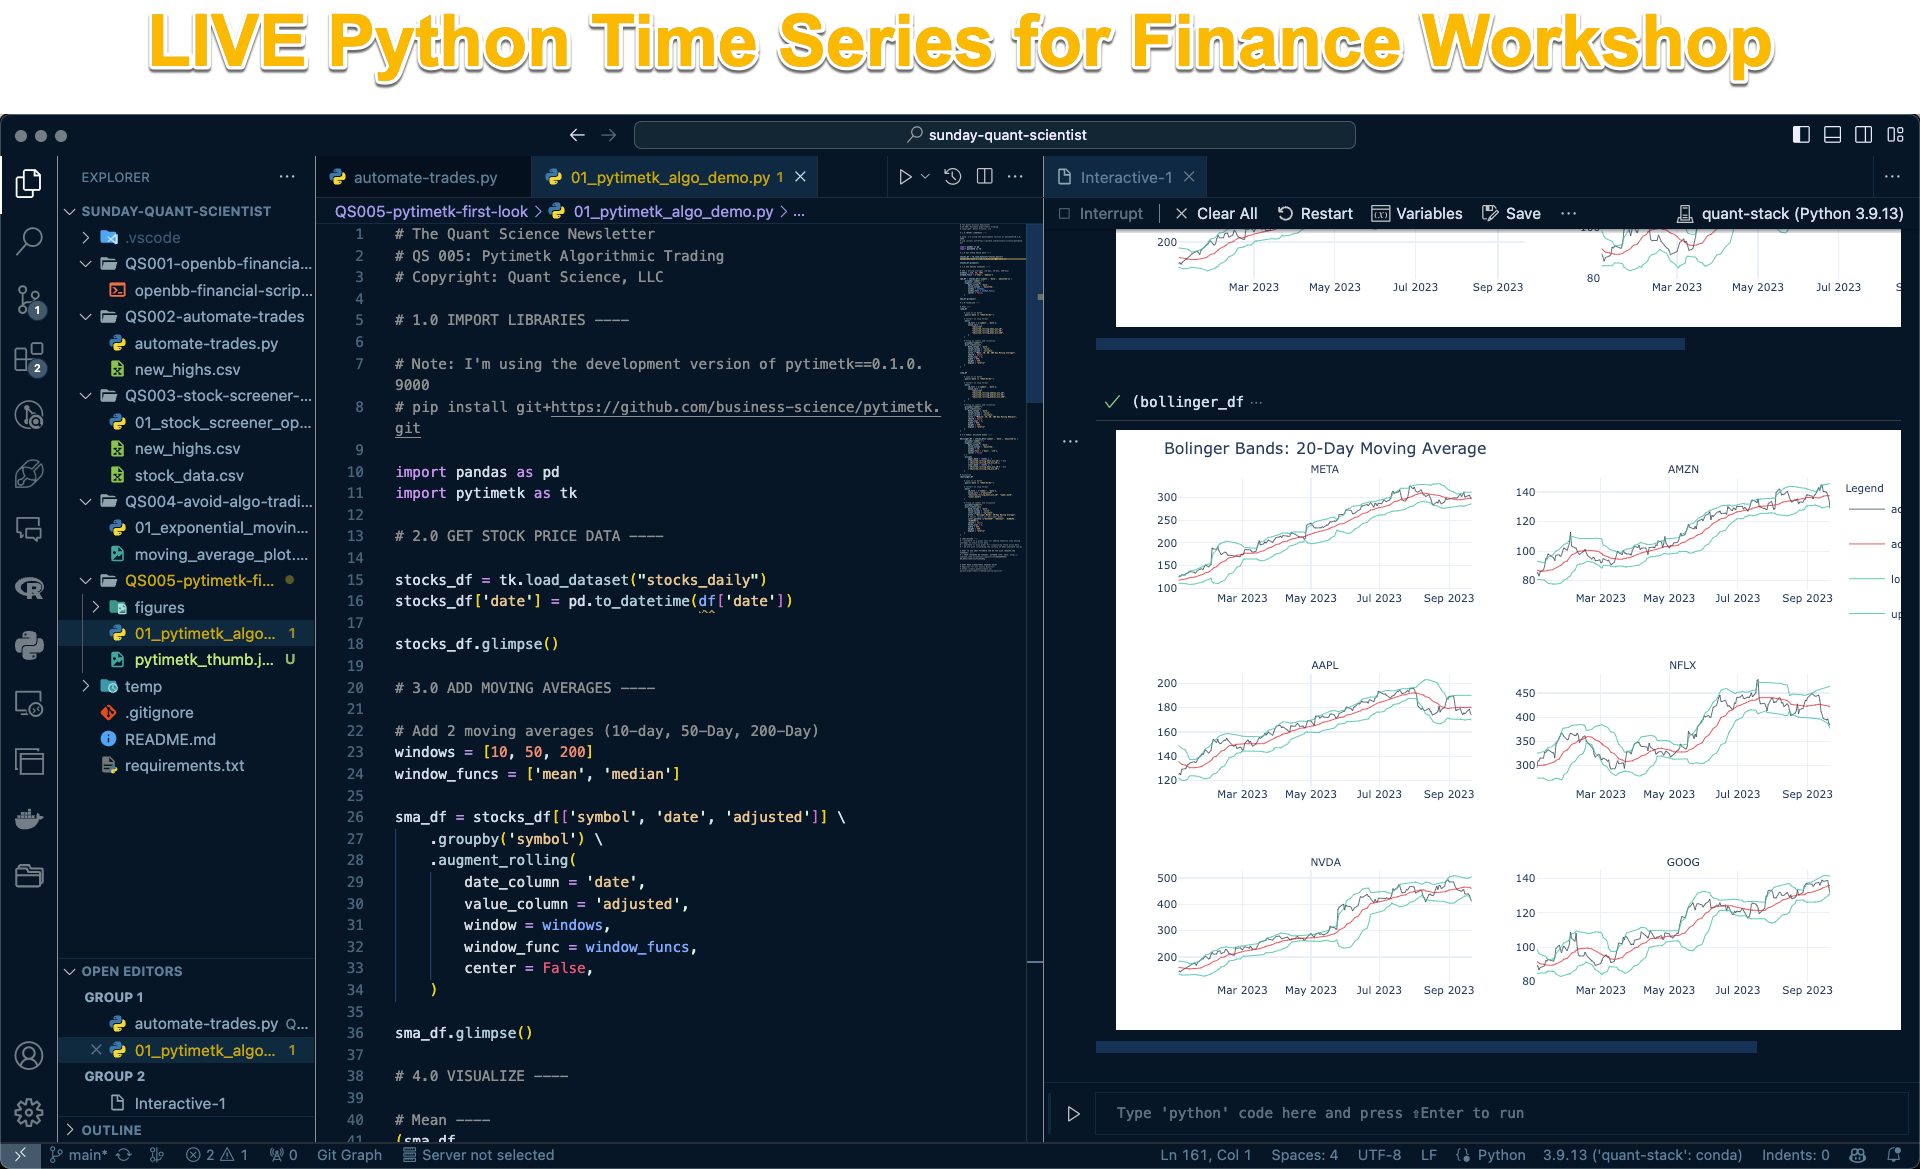 LIVE Python Time Series for Finance Workshop
sunday-quant-scientist
EXPLORER
SUNDAY-QUANT-SCIENTIST
.vscode
QS001-openbb-financia...
openbb-financial-scrip...
QS002-automate-trades
automate-trades.py
new_highs.csv
QS003-stock-screener-...
01_stock_screener_op...
new_highs.csv
stock_data.csv
QS004-avoid-algo-tradi...
01_exponential_movin...
moving_average_plot....
QS005-pytimetk-fi...
figures
01_pytimetk_algo... 1
pytimetk_thumb.j... U
temp
.gitignore
README.md
requirements.txt
OPEN EDITORS
GROUP 1
automate-trades.py Q...
01_pytimetk_algo... 1
GROUP 2
Interactive-1
OUTLINE
1
2
automate-trades.py
01_pytimetk_algo_demo.py 1
QS005-pytimetk-first-look > 01_pytimetk_algo_demo.py > ...
1 # The Quant Science Newsletter
2 # QS 005: Pytimetk Algorithmic Trading
3 # Copyright: Quant Science, LLC
4
5 # 1.0 IMPORT LIBRARIES ----
6
7 # Note: I'm using the development version of pytimetk==0.1.0.
9000
8 # pip install git+https://github.com/business-science/pytimetk.
git
9
10 import pandas as pd
11 import pytimetk as tk
12
13 # 2.0 GET STOCK PRICE DATA ----
14
15 stocks_df = tk.load_dataset("stocks_daily")
16 stocks_df['date'] = pd.to_datetime(df['date'])
17
18 stocks_df.glimpse()
19
20 # 3.0 ADD MOVING AVERAGES ----
21
22 # Add 2 moving averages (10-day, 50-Day, 200-Day)
23 windows = [10, 50, 200]
24 window_funcs = ['mean', 'median']
25
26 sma_df = stocks_df[['symbol', 'date', 'adjusted']] \
27 .groupby('symbol') \
28 .augment_rolling(
29 date_column = 'date',
30 value_column = 'adjusted',
31 window = windows,
32 window_func = window_funcs,
33 center = False,
34 )
35
36 sma_df.glimpse()
37
38 # 4.0 VISUALIZE ----
39
40 # Mean ----
41 (sma_df
Interactive-1
Interrupt Clear All Restart Variables Save ... quant-stack (Python 3.9.13)
200
80
Mar 2023 May 2023 Jul 2023 Sep 2023
Mar 2023 May 2023 Jul 2023 S
(bollinger_df ...
Bolinger Bands: 20-Day Moving Average
META
300
250
200
150
100
Mar 2023 May 2023 Jul 2023 Sep 2023
AMZN
140
120
100
80
Mar 2023 May 2023 Jul 2023 Sep 2023
Legend
ac
ac
lo
up
AAPL
200
180
160
140
120
Mar 2023 May 2023 Jul 2023 Sep 2023
NFLX
450
400
350
300
Mar 2023 May 2023 Jul 2023 Sep 2023
NVDA
500
400
300
200
Mar 2023 May 2023 Jul 2023 Sep 2023
GOOG
140
120
100
80
Mar 2023 May 2023 Jul 2023 Sep 2023
Type 'python' code here and press ⇧Enter to run
main* 2 1 0 Git Graph Server not selected
Ln 161, Col 1 Spaces: 4 UTF-8 LF Python 3.9.13 ('quant-stack': conda) Indents: 0